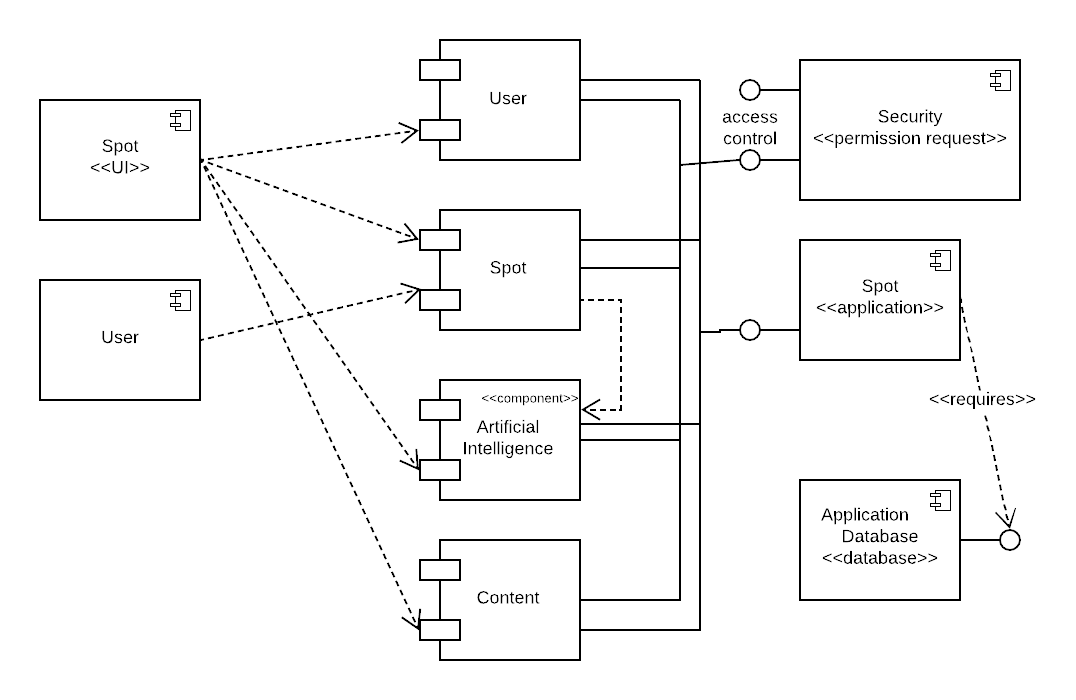 Spot
<<UI>>
User
User
Spot
<<component>>
Artificial
Intelligence
Content
access
control
Security
<<permission request>>
Spot
<<application>>
<<requires>>
Application
Database
<<database>>